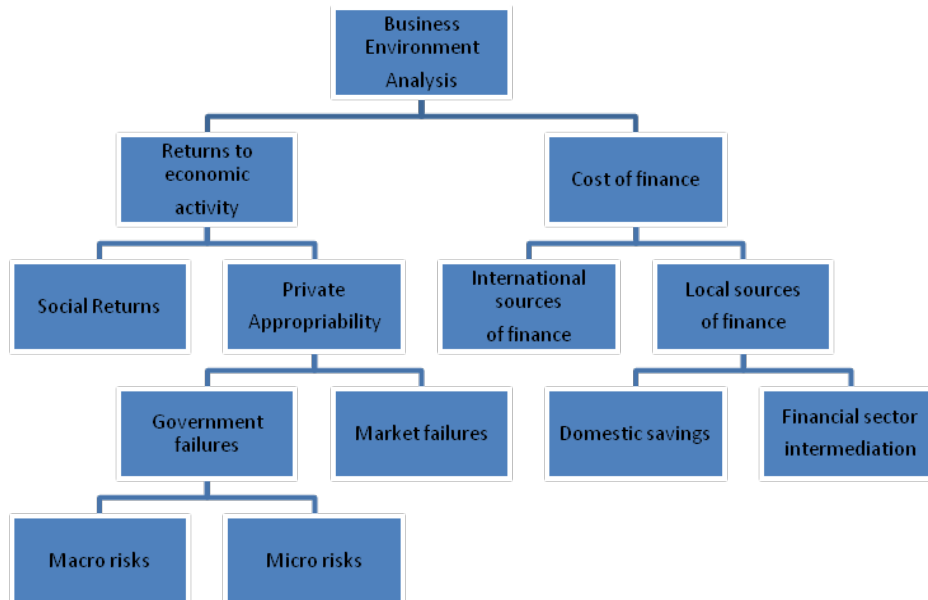 Business
Environment
Analysis
Returns to
economic
activity
Cost of finance
Social Returns
Private
Appropriability
International
sources
of finance
Local sources
of finance
Government
failures
Market failures
Domestic savings
Financial sector
intermediation
Macro risks
Micro risks